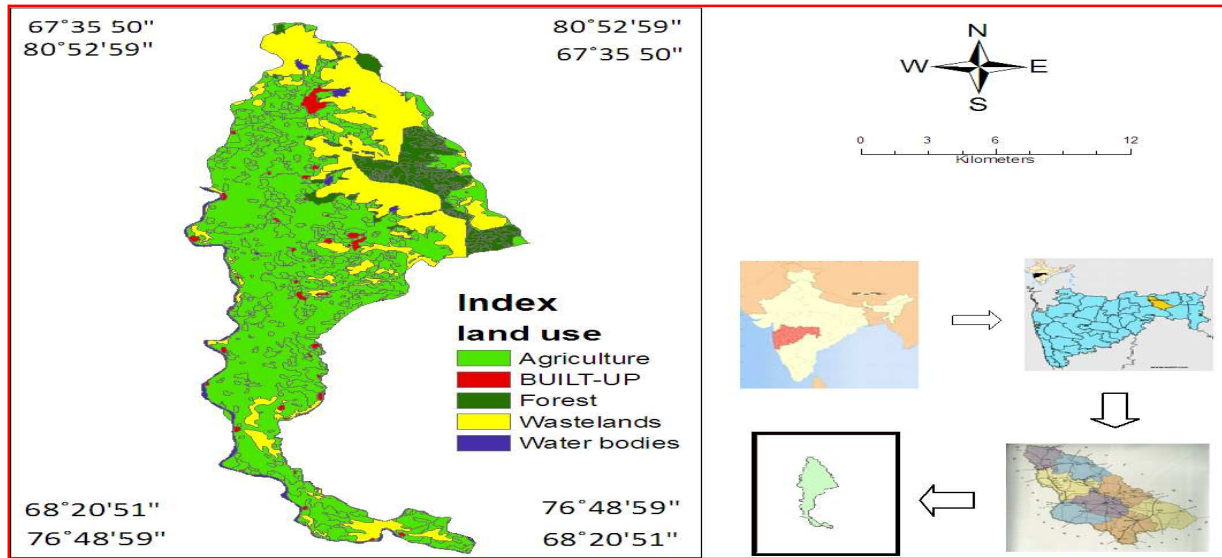 67˚35 50"
80˚52'59"
80˚52'59"
67˚35 50"
Index
land use
Agriculture
BUILT-UP
Forest
Wastelands
Water bodies
68˚20'51"
76˚48'59"
76˚48'59"
68˚20'51"
N
W
E
S
0
3
6
12
Kilometers